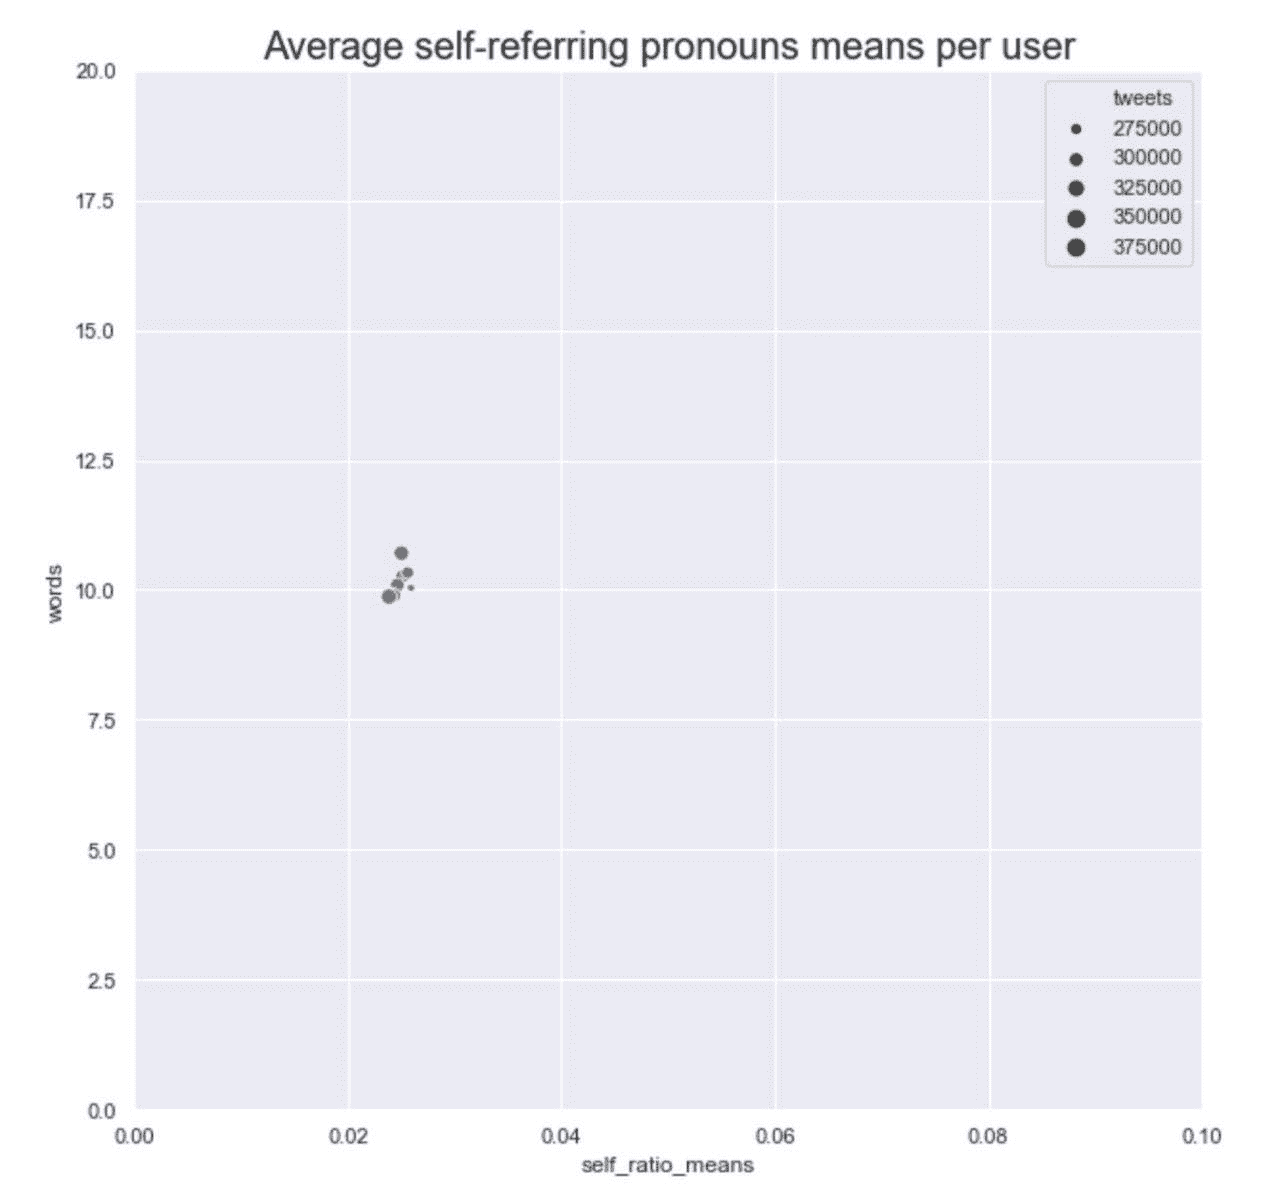 Average self-referring pronouns means per user
20.0
17.5
15.0
12.5
10.0
7.5
5.0
2.5
0.0
words
tweets
275000
300000
325000
350000
375000
0.00 0.02 0.04 0.06 0.08 0.10
self_ratio_means